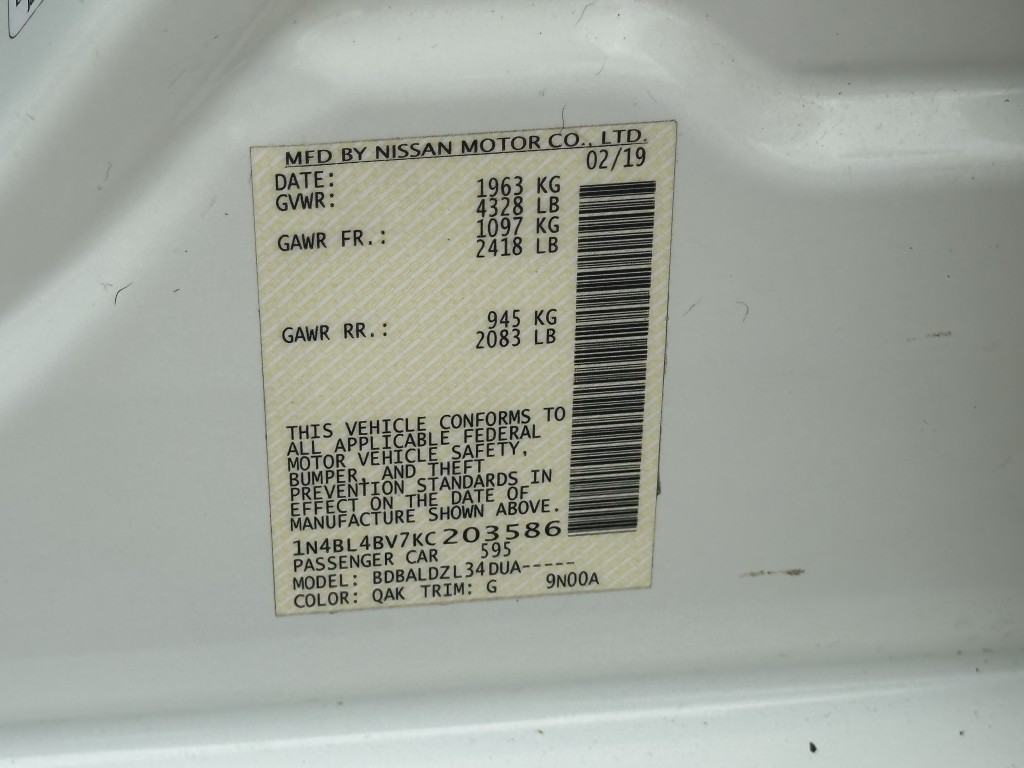 MFD BY NISSAN MOTOR CO., LTD.
DATE: 02/19
GVWR: 1963 KG
4328 LB
GAWR FR.: 1097 KG
2418 LB
GAWR RR.: 945 KG
2083 LB
THIS VEHICLE CONFORMS TO
ALL APPLICABLE FEDERAL
MOTOR VEHICLE SAFETY,
BUMPER, AND THEFT
PREVENTION STANDARDS IN
EFFECT ON THE DATE OF
MANUFACTURE SHOWN ABOVE.
1N4BL4BV7KC203586
PASSENGER CAR 595
MODEL: BDBALDZL34DUA-----
COLOR: QAK TRIM: G 9N00A